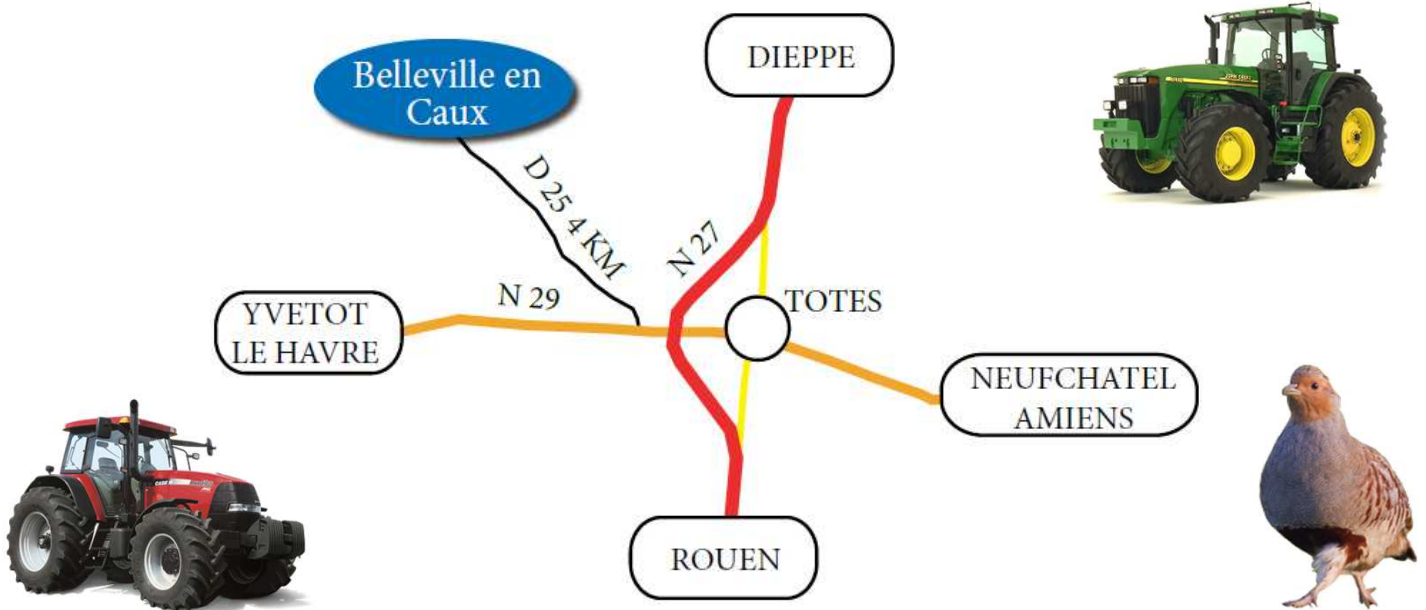 DIEPPE
Belleville en
Caux
D 25 4 KM
N 27
N 29
TOTES
YVETOT
LE HAVRE
NEUFCHATEL
AMIENS
ROUEN